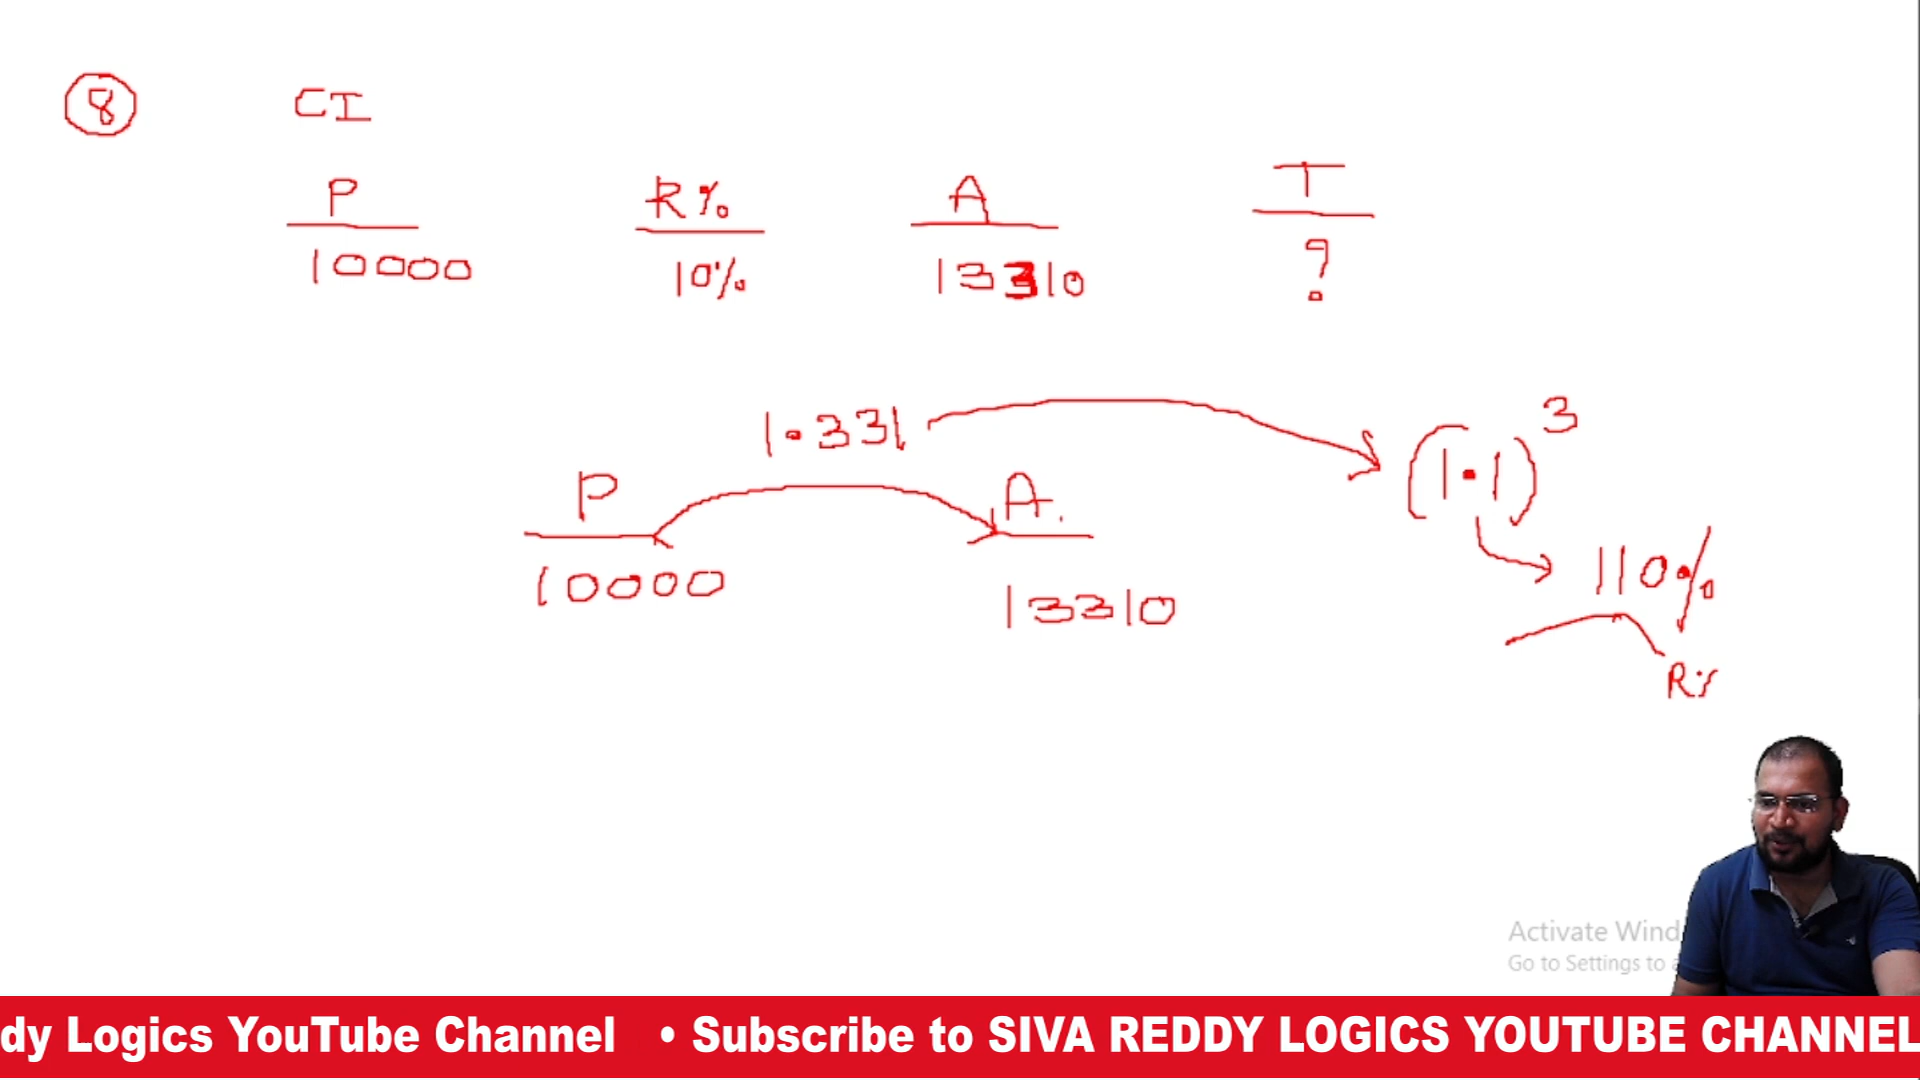 8 CI
P R% A T
10000 10% 13310 ?
1.331 (1.1)³
P A.
10000 13310 110%
R%
Activate Wind
Go to Settings to a
dy Logics YouTube Channel • Subscribe to SIVA REDDY LOGICS YOUTUBE CHANNEL